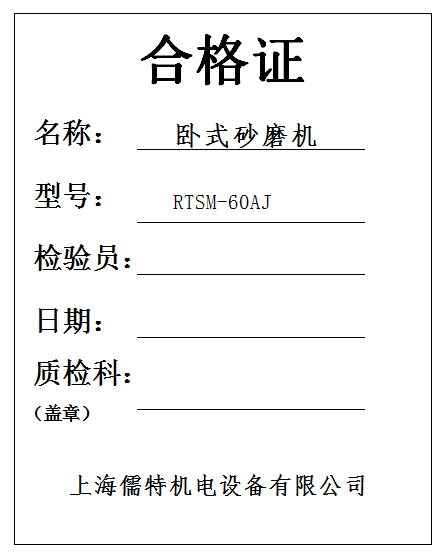 合格证
名称： 卧式砂磨机
型号： RTSM-60AJ
检验员：
日期：
质检科：
（盖章）
上海儒特机电设备有限公司